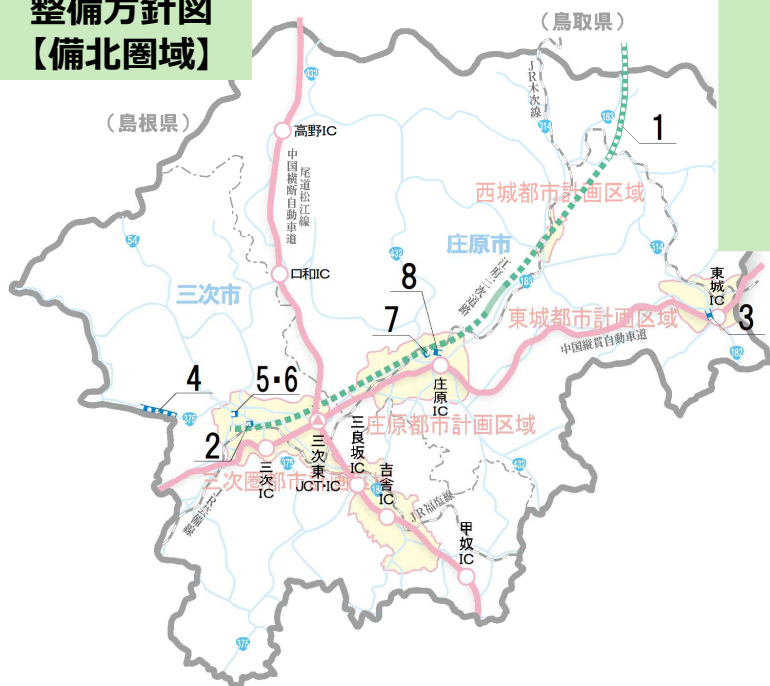 整備方針図
【備北圏域】
（鳥取県）
（島根県）
432
JR木次線
183
1
314
高野IC
中国横断自動車道
尾道松江線
西城都市計画区域
54
432
庄原市
314
口和IC
183
江府三次道路
三次市
8
7
東城IC
東城都市計画区域
3
中国縦貫自動車道
182
4
5・6
375
庄原IC
2
庄原都市計画区域
三次IC
375
三次東JCT・IC
三良坂IC
432
三次圏都市計画
吉舎IC
JR福塩線
甲奴IC
375